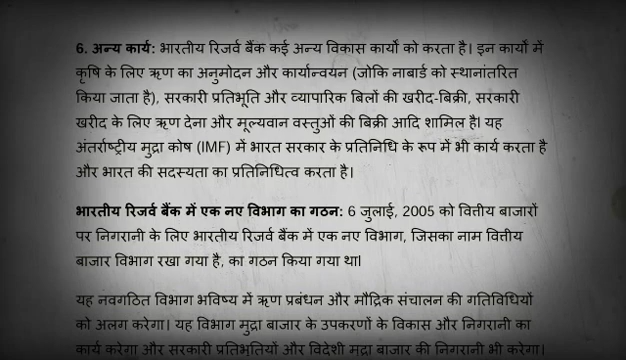 6. अन्य कार्य: भारतीय रिजर्व बैंक कई अन्य विकास कार्यों को करता है। इन कार्यों में
कृषि के लिए ऋण का अनुमोदन और कार्यान्वयन (जोकि नाबार्ड को स्थानांतरित
किया जाता है), सरकारी प्रतिभूति और व्यापारिक बिलों की खरीद-बिक्री, सरकारी
खरीद के लिए ऋण देना और मूल्यवान वस्तुओं की बिक्री आदि शामिल है। यह
अंतर्राष्ट्रीय मुद्रा कोष (IMF) में भारत सरकार के प्रतिनिधि के रूप में भी कार्य करता है
और भारत की सदस्यता का प्रतिनिधित्व करता है।
भारतीय रिजर्व बैंक में एक नए विभाग का गठन: 6 जुलाई, 2005 को वित्तीय बाजारों
पर निगरानी के लिए भारतीय रिजर्व बैंक में एक नए विभाग, जिसका नाम वित्तीय
बाजार विभाग रखा गया है, का गठन किया गया था।
यह नवगठित विभाग भविष्य में ऋण प्रबंधन और मौद्रिक संचालन की गतिविधियों
को अलग करेगा। यह विभाग मुद्रा बाजार के उपकरणों के विकास और निगरानी का
कार्य करेगा और सरकारी प्रतिभूतियों और विदेशी मुद्रा बाजार की निगरानी भी करेगा।